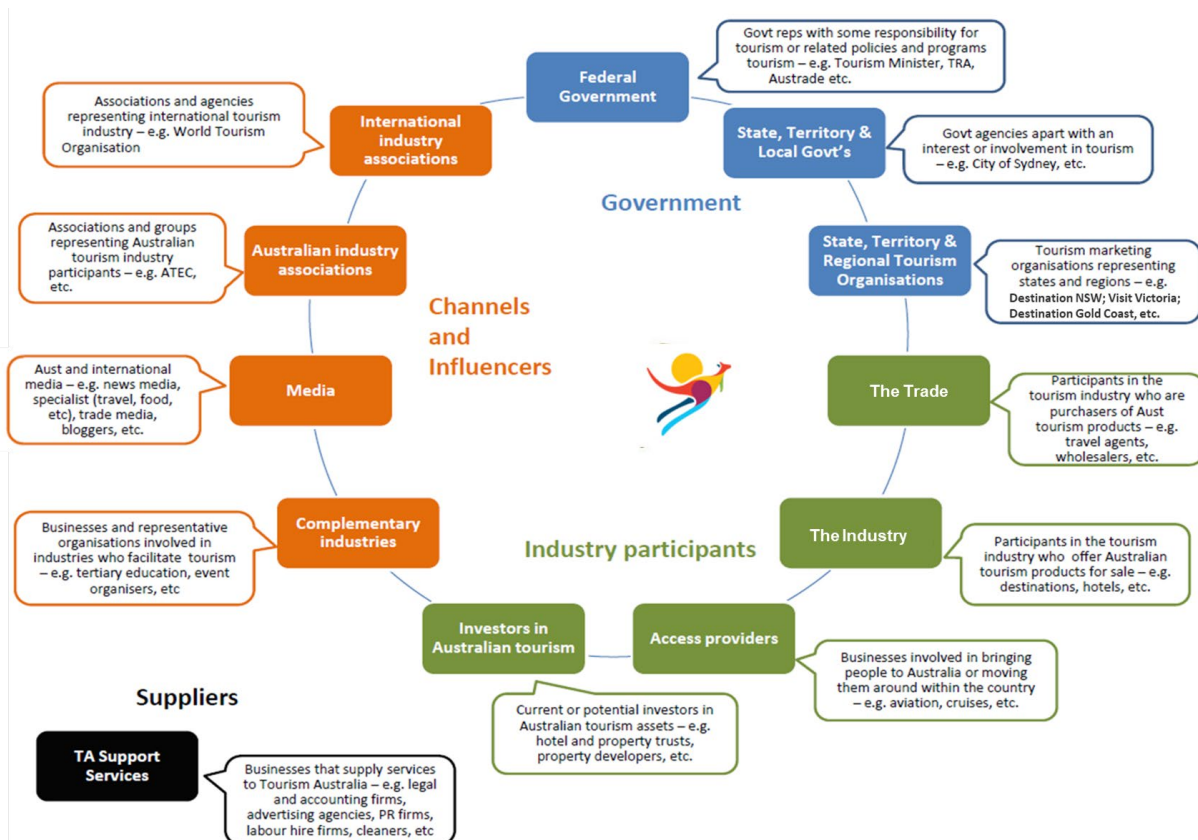 Federal
Government
Govt reps with some responsibility for
tourism or related policies and programs
tourism – e.g. Tourism Minister, TRA,
Austrade etc.
State, Territory &
Local Govt's
Govt agencies apart with an
interest or involvement in tourism
– e.g. City of Sydney, etc.
Government
State, Territory &
Regional Tourism
Organisations
Tourism marketing
organisations representing
states and regions – e.g.
Destination NSW; Visit Victoria;
Destination Gold Coast, etc.
The Trade
Participants in the
tourism industry who are
purchasers of Aust
tourism products – e.g.
travel agents,
wholesalers, etc.
The Industry
Participants in the tourism
industry who offer Australian
tourism products for sale – e.g.
destinations, hotels, etc.
Industry participants
Access providers
Businesses involved in bringing
people to Australia or moving
them around within the country
– e.g. aviation, cruises, etc.
Investors in
Australian tourism
Current or potential investors in
Australian tourism assets – e.g.
hotel and property trusts,
property developers, etc.
Complementary
industries
Businesses and representative
organisations involved in
industries who facilitate tourism
– e.g. tertiary education, event
organisers, etc
Media
Aust and international
media – e.g. news media,
specialist (travel, food,
etc), trade media,
bloggers, etc.
Channels
and
Influencers
Australian industry
associations
Associations and groups
representing Australian
tourism industry
participants – e.g. ATEC,
etc.
International
industry
associations
Associations and agencies
representing international tourism
industry – e.g. World Tourism
Organisation
Suppliers
TA Support
Services
Businesses that supply services
to Tourism Australia – e.g. legal
and accounting firms,
advertising agencies, PR firms,
labour hire firms, cleaners, etc